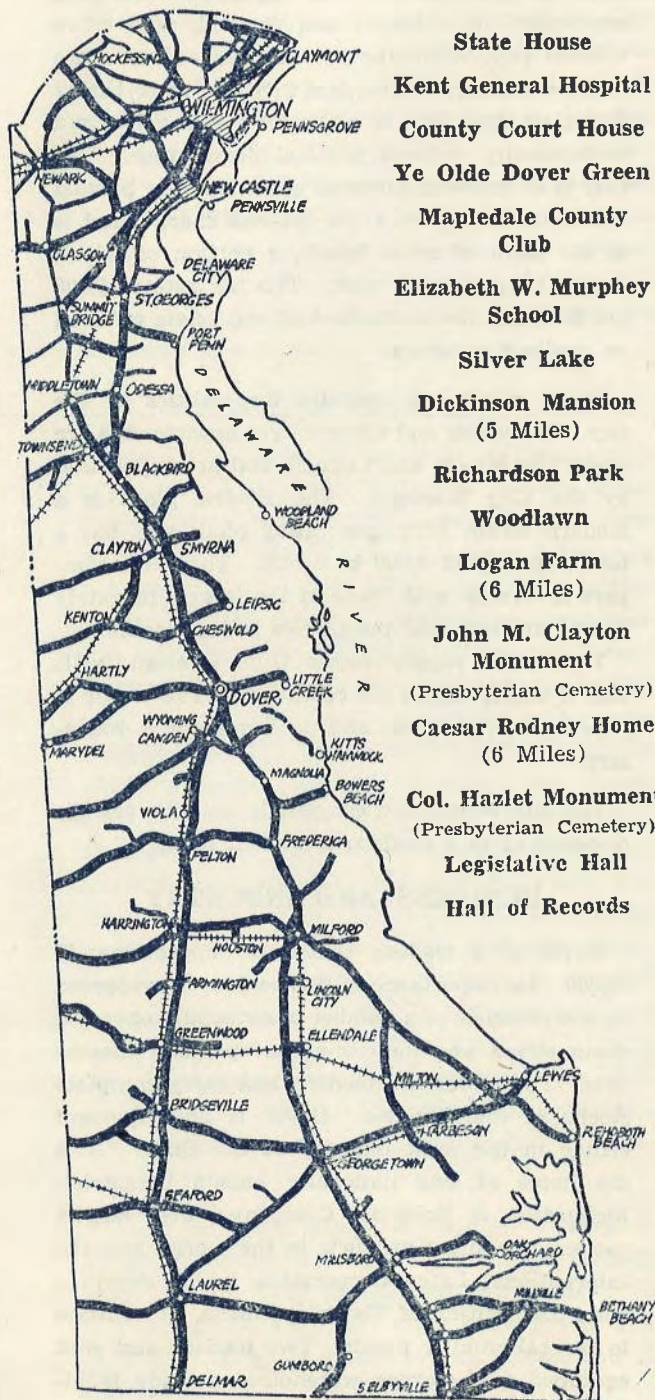 State House
Kent General Hospital
County Court House
Ye Olde Dover Green
Mapledale County
Club
Elizabeth W. Murphey
School
Silver Lake
Dickinson Mansion
(5 Miles)
Richardson Park
Woodlawn
Logan Farm
(6 Miles)
John M. Clayton
Monument
(Presbyterian Cemetery)
Caesar Rodney Home
(6 Miles)
Col. Hazlet Monument
(Presbyterian Cemetery)
Legislative Hall
Hall of Records
HOCKESSIN
CLAYMONT
WILMINGTON
PENNSGROVE
NEWARK
NEW CASTLE
PENNSVILLE
GLASGOW
DELAWARE
CITY
ST. GEORGES
SUMMIT
BRIDGE
PORT
PENN
DELAWARE
RIVER
MIDDLETOWN
ODESSA
TOWNSEND
BLACKBIRD
WOODLAND
BEACH
CLAYTON
SMYRNA
LEIPSIC
KENTON
CHESWOLD
HARTLY
DOVER
LITTLE
CREEK
WYOMING
CAMDEN
MARYDEL
KITTS
HAMMOCK
MAGNOLIA
BOWERS
BEACH
VIOLA
FELTON
FREDERICA
HARRINGTON
HOUSTON
MILFORD
FARMINGTON
LINCOLN
CITY
GREENWOOD
ELLENDALE
MILTON
LEWES
BRIDGEVILLE
HARBESON
REHOBOTH
BEACH
GEORGETOWN
SEAFORD
MILLSBORO
OAK
ORCHARD
LAUREL
MILLVILLE
BETHANY
BEACH
GUMBORO
DELMAR
SELBYVILLE